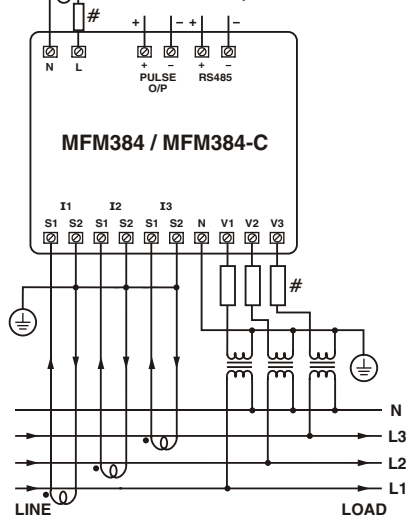 #
+ − + −
N L + − + −
PULSE RS485
O/P
MFM384 / MFM384-C
I1 I2 I3
S1 S2 S1 S2 S1 S2 N V1 V2 V3
#
N
L3
L2
L1
LINE LOAD